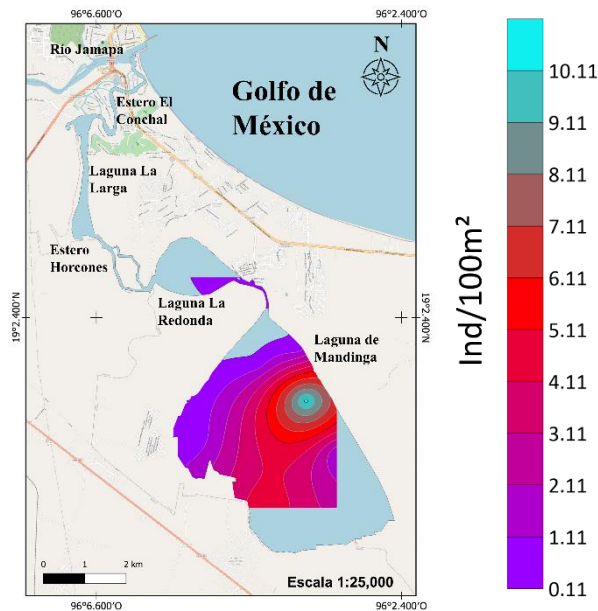 96°6.600'O
96°2.400'O
Río Jamapa
N
Golfo de
México
Estero El
Conchal
Laguna La
Larga
Estero
Horcones
Laguna La
Redonda
19°2.400'N
19°2.400'N
Laguna de
Mandinga
0 1 2 km
Escala 1:25,000
96°6.600'O
96°2.400'O
Ind/100m²
10.11
9.11
8.11
7.11
6.11
5.11
4.11
3.11
2.11
1.11
0.11